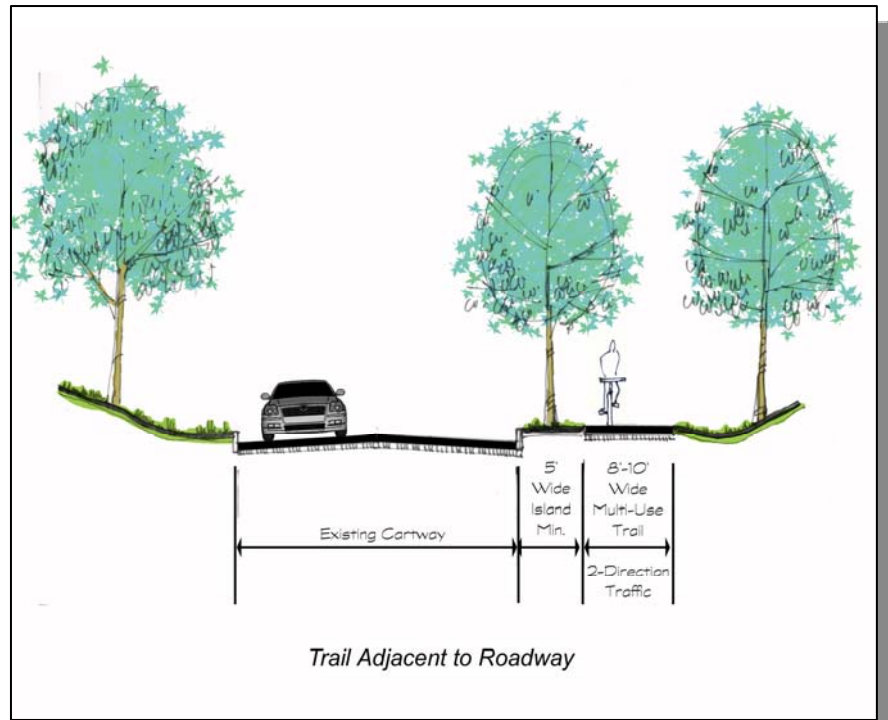 Existing Cartway
5'
Wide
Island
Min.
8'-10'
Wide
Multi-Use
Trail
2-Direction
Traffic
Trail Adjacent to Roadway